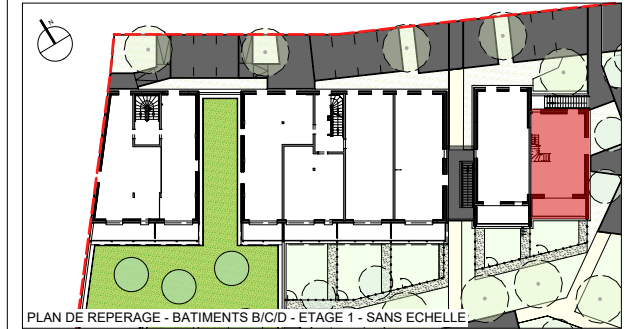 N
PLAN DE REPERAGE - BATIMENTS B/C/D - ETAGE 1 - SANS ECHELLE